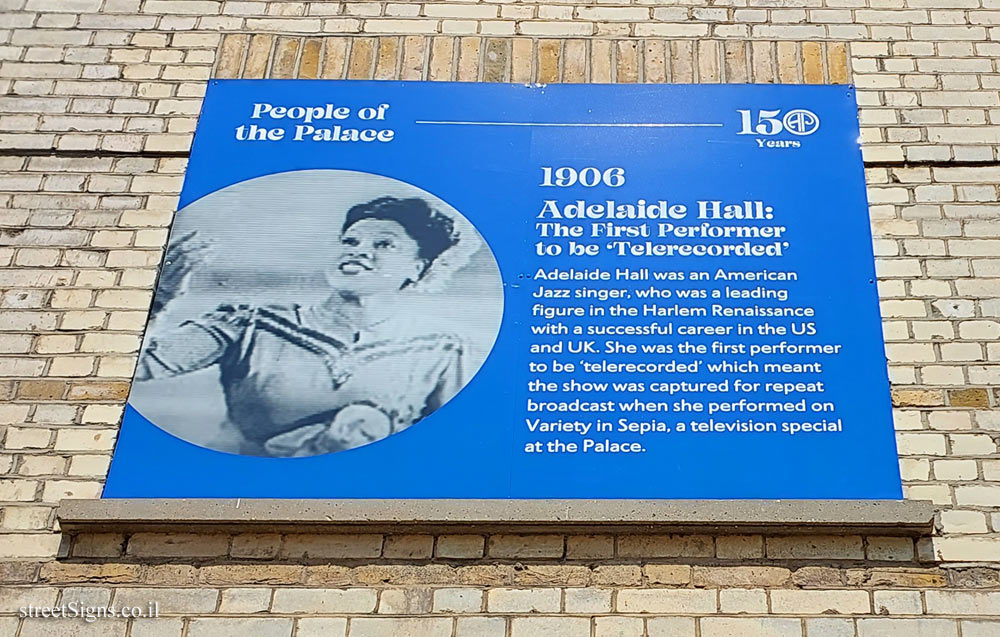 People of
the Palace
150
Years
1906
Adelaide Hall:
The First Performer
to be ‘Telerecorded’
Adelaide Hall was an American
Jazz singer, who was a leading
figure in the Harlem Renaissance
with a successful career in the US
and UK. She was the first performer
to be ‘telerecorded’ which meant
the show was captured for repeat
broadcast when she performed on
Variety in Sepia, a television special
at the Palace.
streetSigns.co.il